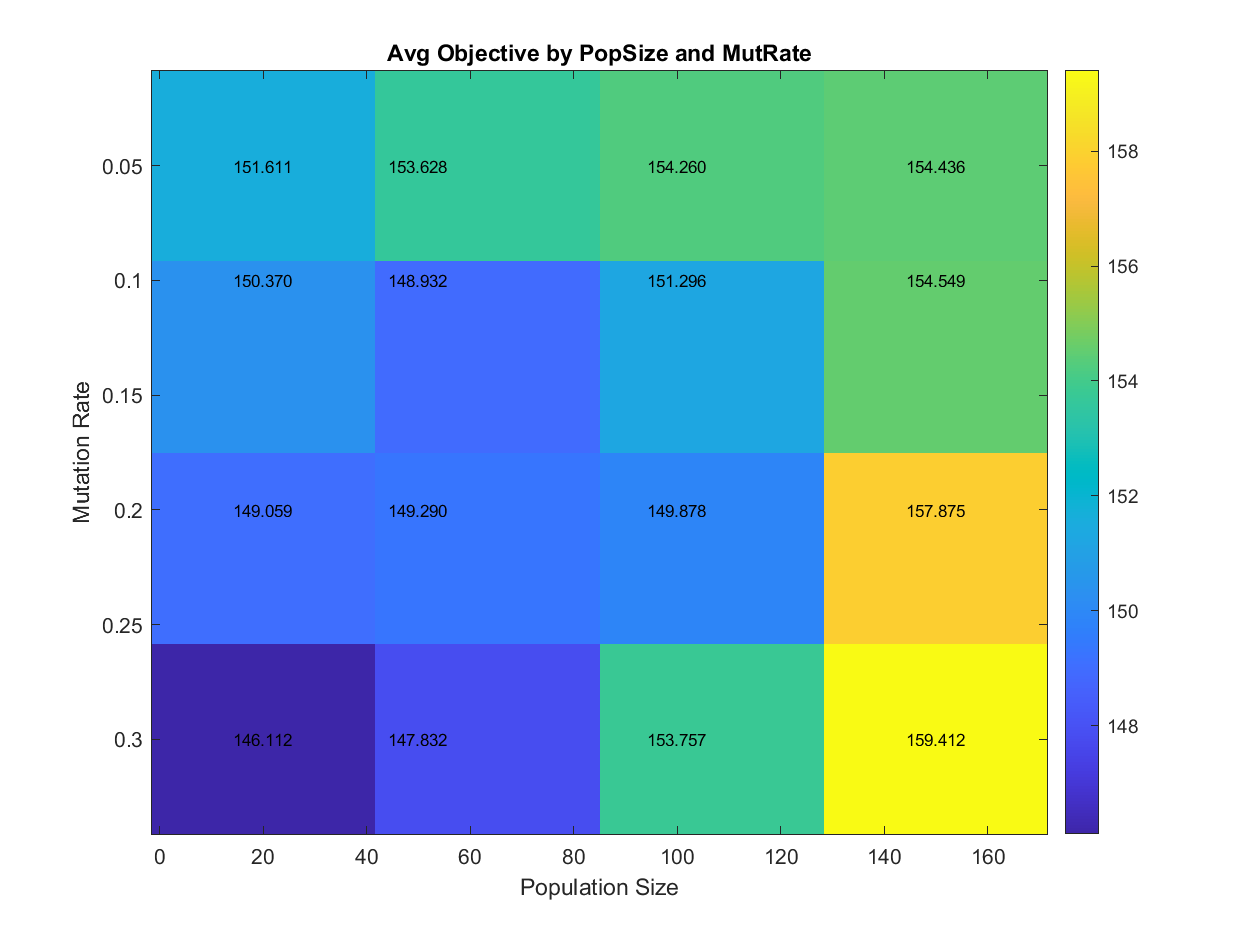 Avg Objective by PopSize and MutRate
0.05
151.611 153.628 154.260 154.436
158
156
0.1
150.370 148.932 151.296 154.549
154
0.15
Mutation Rate
152
0.2
149.059 149.290 149.878 157.875
150
0.25
148
0.3
146.112 147.832 153.757 159.412
0 20 40 60 80 100 120 140 160
Population Size